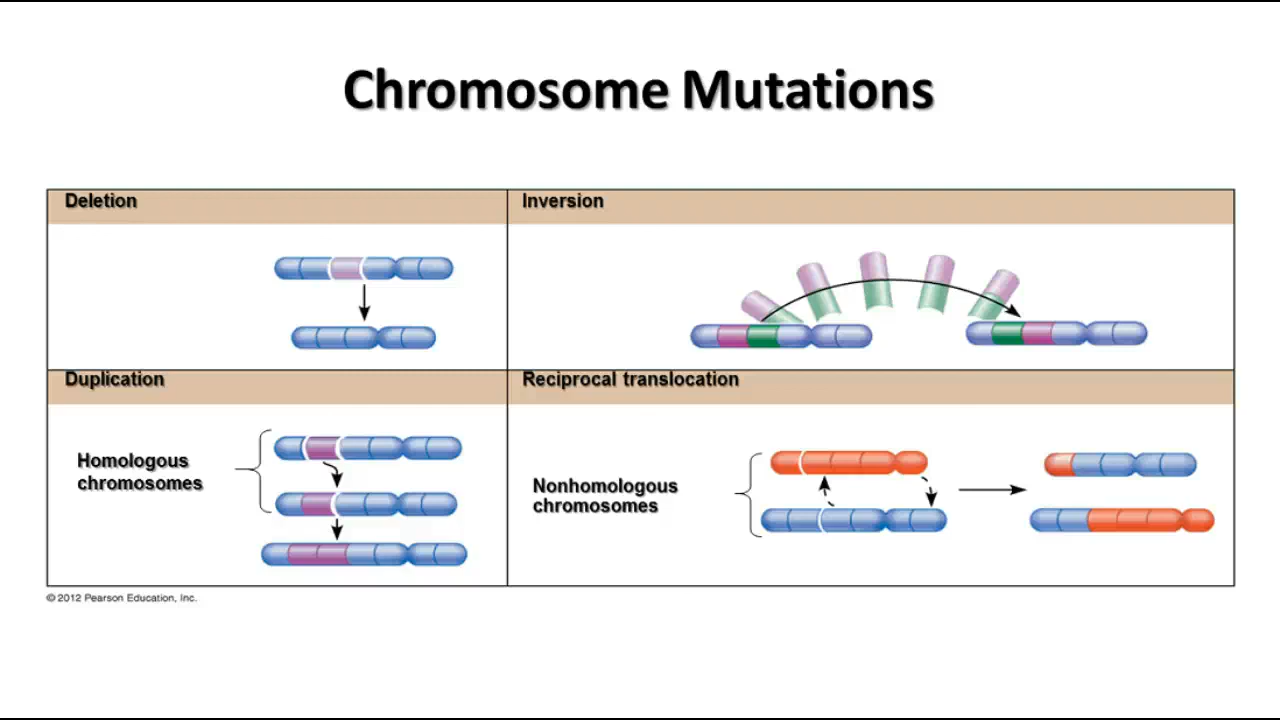 Chromosome Mutations
Deletion
Inversion
Duplication
Homologous
chromosomes
Reciprocal translocation
Nonhomologous
chromosomes
© 2012 Pearson Education, Inc.